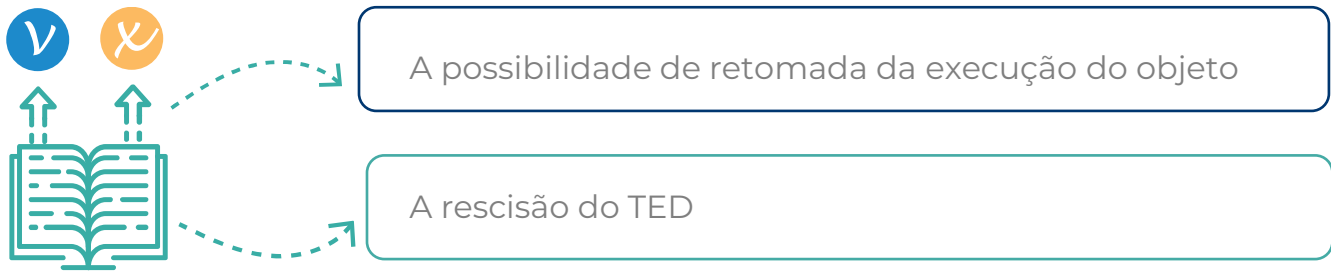 V X
A possibilidade de retomada da execução do objeto
A rescisão do TED